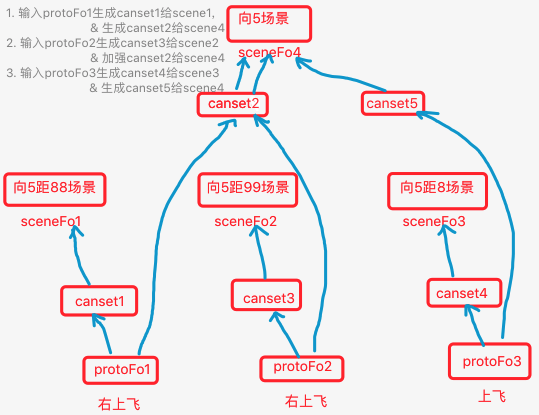 1. 输入protoFo1生成canset1给scene1,
& 生成canset2给scene4
2. 输入protoFo2生成canset3给scene2
& 加强canset2给scene4
3. 输入protoFo3生成canset4给scene3
& 生成canset5给scene4
向5场景
sceneFo4
canset2
canset5
向5距88场景
向5距99场景
向5距8场景
sceneFo1
sceneFo2
sceneFo3
canset1
canset3
canset4
protoFo1
protoFo2
protoFo3
右上飞
右上飞
上飞